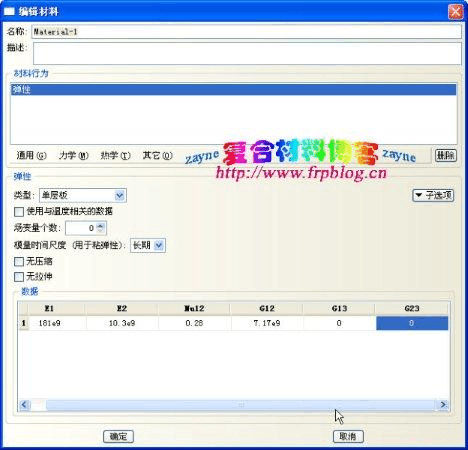 编辑材料
名称: Material-1
描述:
材料行为
弹性
通用(G) 力学(M) 热学(T) 其它(O) 删除
zayne 复合材料博客 zayne
http://www.frpblog.cn
弹性
类型: 单层板 子选项
使用与温度相关的数据
场变量个数: 0
模量时间尺度 (用于粘弹性): 长期
无压缩
无拉伸
数据
E1 E2 Nu12 G12 G13 G23
1 181e9 10.3e9 0.28 7.17e9 0 0
确定 取消